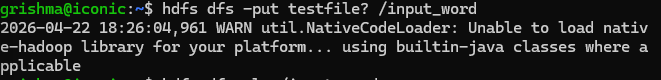 grishma@iconic:~$ hdfs dfs -put testfile? /input_word
2026-04-22 18:26:04,961 WARN util.NativeCodeLoader: Unable to load nativ
e-hadoop library for your platform... using builtin-java classes where a
pplicable